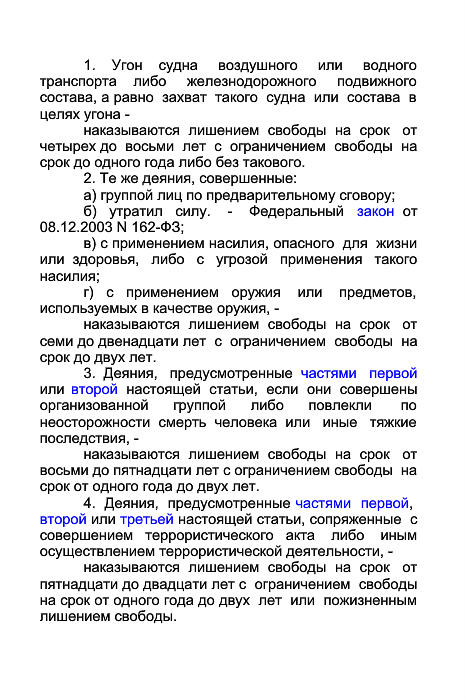 1. Угон судна воздушного или водного
транспорта либо железнодорожного подвижного
состава, а равно захват такого судна или состава в
целях угона -
наказываются лишением свободы на срок от
четырех до восьми лет с ограничением свободы на
срок до одного года либо без такового.
2. Те же деяния, совершенные:
а) группой лиц по предварительному сговору;
б) утратил силу. - Федеральный закон от
08.12.2003 N 162-ФЗ;
в) с применением насилия, опасного для жизни
или здоровья, либо с угрозой применения такого
насилия;
г) с применением оружия или предметов,
используемых в качестве оружия, -
наказываются лишением свободы на срок от
семи до двенадцати лет с ограничением свободы на
срок до двух лет.
3. Деяния, предусмотренные частями первой
или второй настоящей статьи, если они совершены
организованной группой либо повлекли по
неосторожности смерть человека или иные тяжкие
последствия, -
наказываются лишением свободы на срок от
восьми до пятнадцати лет с ограничением свободы на
срок от одного года до двух лет.
4. Деяния, предусмотренные частями первой,
второй или третьей настоящей статьи, сопряженные с
совершением террористического акта либо иным
осуществлением террористической деятельности, -
наказываются лишением свободы на срок от
пятнадцати до двадцати лет с ограничением свободы
на срок от одного года до двух лет или пожизненным
лишением свободы.